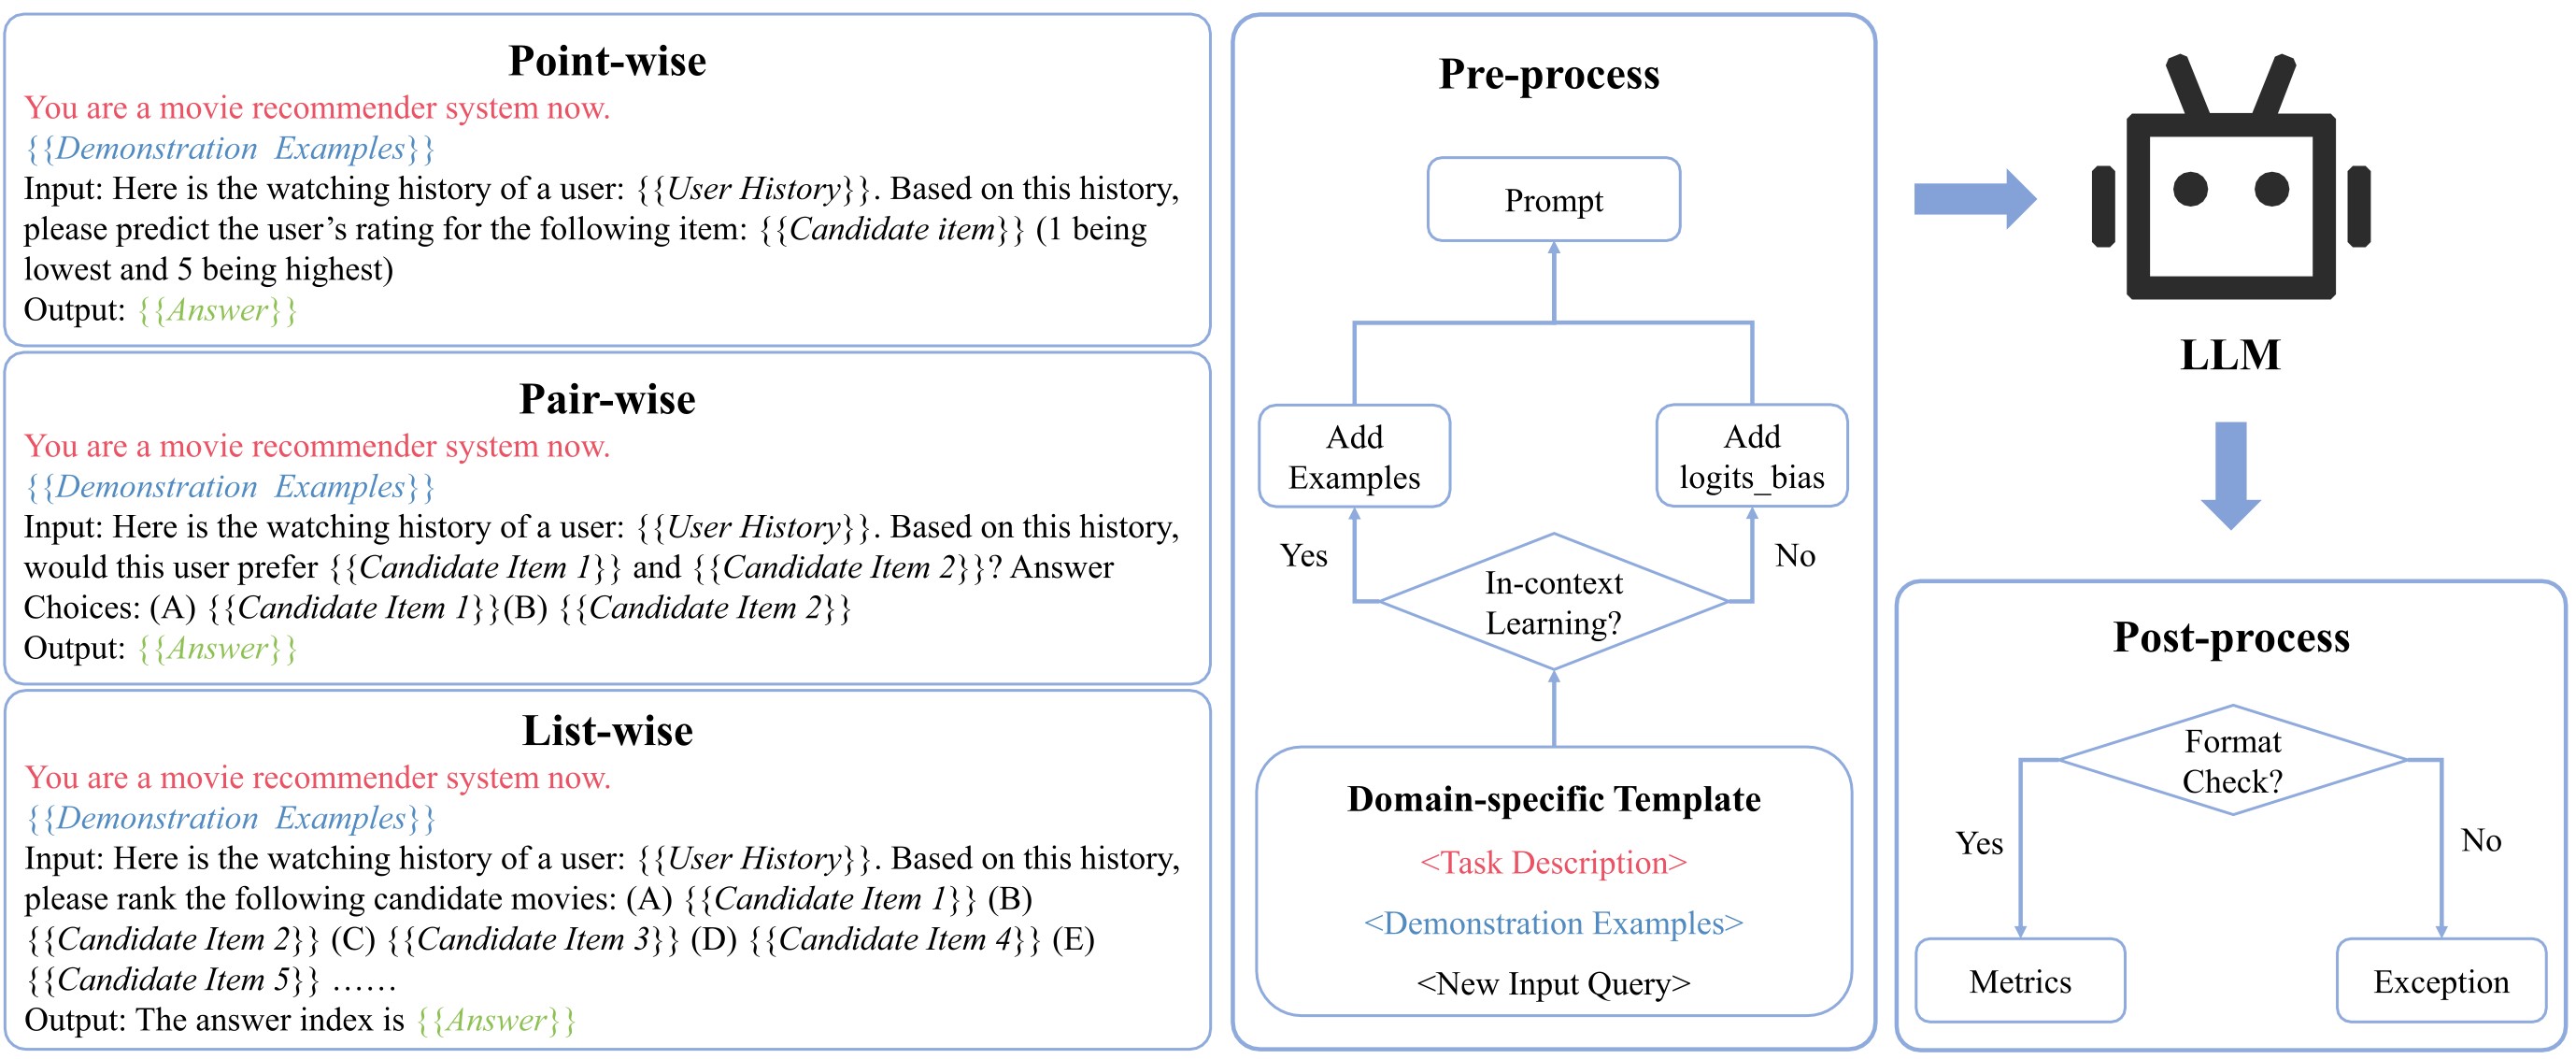 Point-wise
You are a movie recommender system now.
{{Demonstration Examples}}
Input: Here is the watching history of a user: {{User History}}. Based on this history,
please predict the user’s rating for the following item: {{Candidate item}} (1 being
lowest and 5 being highest)
Output: {{Answer}}
Pair-wise
You are a movie recommender system now.
{{Demonstration Examples}}
Input: Here is the watching history of a user: {{User History}}. Based on this history,
would this user prefer {{Candidate Item 1}} and {{Candidate Item 2}}? Answer
Choices: (A) {{Candidate Item 1}}(B) {{Candidate Item 2}}
Output: {{Answer}}
List-wise
You are a movie recommender system now.
{{Demonstration Examples}}
Input: Here is the watching history of a user: {{User History}}. Based on this history,
please rank the following candidate movies: (A) {{Candidate Item 1}} (B)
{{Candidate Item 2}} (C) {{Candidate Item 3}} (D) {{Candidate Item 4}} (E)
{{Candidate Item 5}} ……
Output: The answer index is {{Answer}}
Pre-process
Prompt
Add
Examples
Add
logits_bias
Yes
No
In-context
Learning?
Domain-specific Template
<Task Description>
<Demonstration Examples>
<New Input Query>
LLM
Post-process
Format
Check?
Yes
No
Metrics
Exception